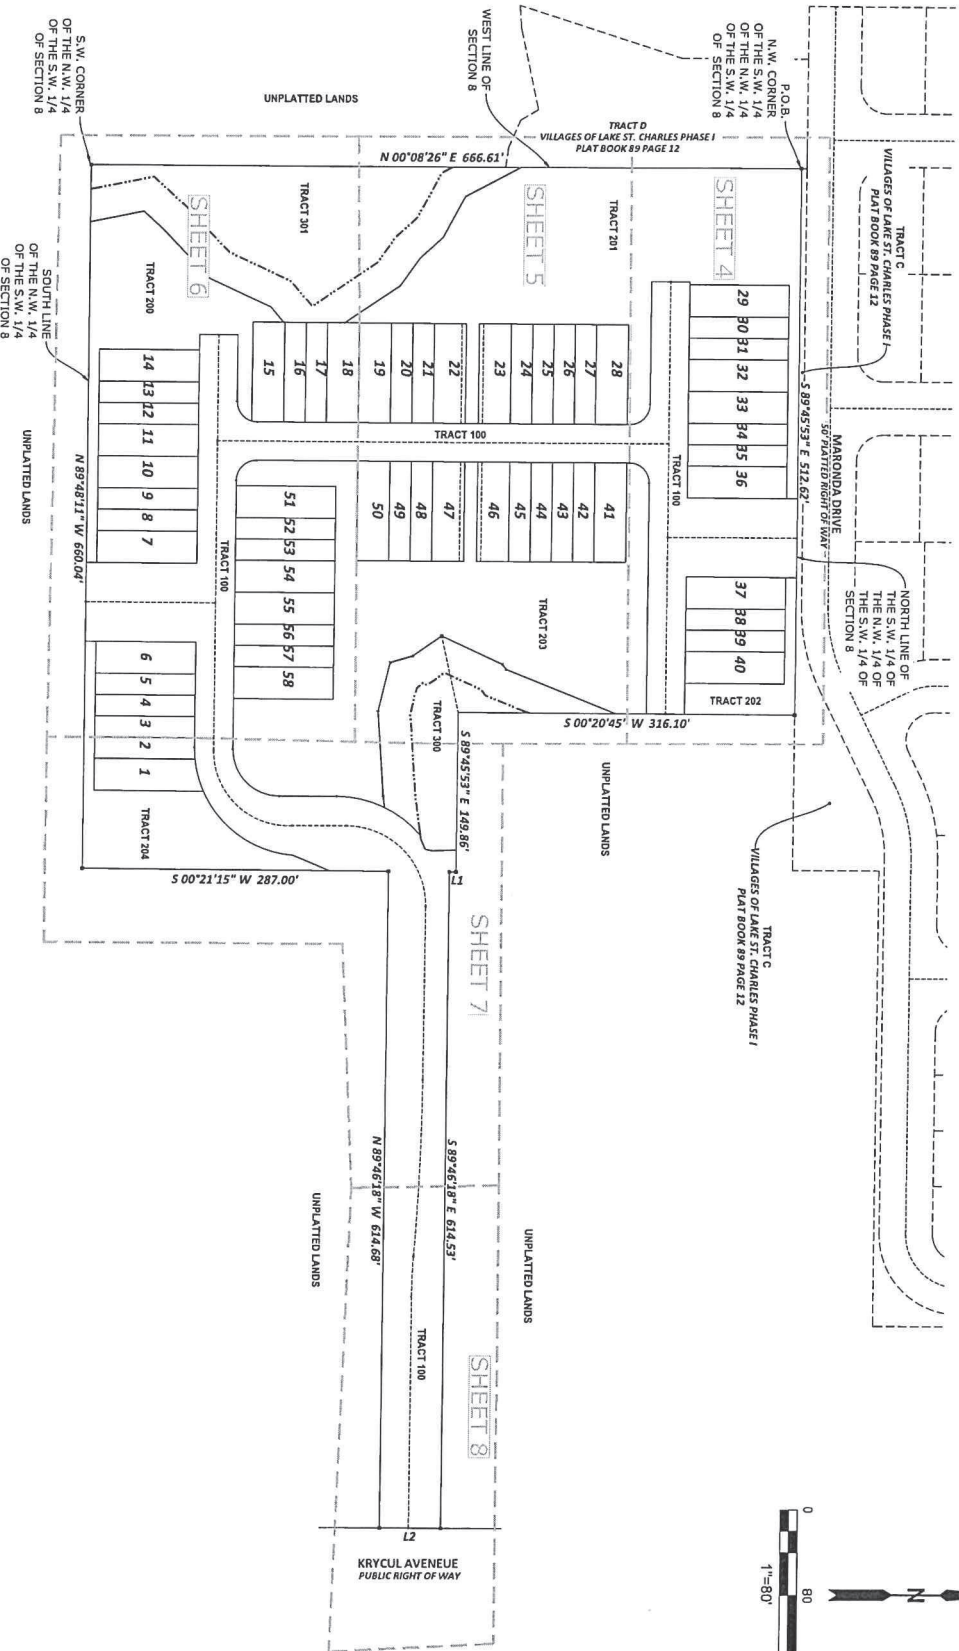 TRACT C
VILLAGES OF LAKE ST. CHARLES PHASE I
PLAT BOOK 89 PAGE 12
MARONDA DRIVE
50' PLATTED RIGHT OF WAY
NORTH LINE OF
THE S.W. 1/4 OF
THE N.W. 1/4 OF
THE S.W. 1/4 OF
SECTION 8
P.O.B.
N.W. CORNER
OF THE S.W. 1/4
OF THE N.W. 1/4
OF THE S.W. 1/4
OF SECTION 8
S 89°45'53" E 512.62'
WEST LINE OF
SECTION 8
TRACT D
VILLAGES OF LAKE ST. CHARLES PHASE I
PLAT BOOK 89 PAGE 12
UNPLATTED LANDS
N 00°08'26" E 666.61'
S.W. CORNER
OF THE N.W. 1/4
OF THE S.W. 1/4
OF SECTION 8
SOUTH LINE
OF THE N.W. 1/4
OF THE S.W. 1/4
OF SECTION 8
N 89°48'11" W 660.04'
UNPLATTED LANDS
SHEET 4
SHEET 5
SHEET 6
SHEET 7
SHEET 8
TRACT 201
TRACT 301
TRACT 200
29
30
31
32
33
34
35
36
37
38
39
40
TRACT 202
TRACT 100
28
27
26
25
24
23
22
21
20
19
18
17
16
15
TRACT 100
41
42
43
44
45
46
47
48
49
50
TRACT 203
TRACT 300
51
52
53
54
55
56
57
58
TRACT 100
14
13
12
11
10
9
8
7
6
5
4
3
2
1
TRACT 204
S 00°20'45" W 316.10'
S 89°45'53" E 149.86'
L1
S 00°21'15" W 287.00'
UNPLATTED LANDS
TRACT C
VILLAGES OF LAKE ST. CHARLES PHASE I
PLAT BOOK 89 PAGE 12
S 89°46'18" E 614.53'
N 89°46'18" W 614.68'
UNPLATTED LANDS
UNPLATTED LANDS
TRACT 100
L2
KRYCUL AVENEUE
PUBLIC RIGHT OF WAY
0
80
1"=80'
N